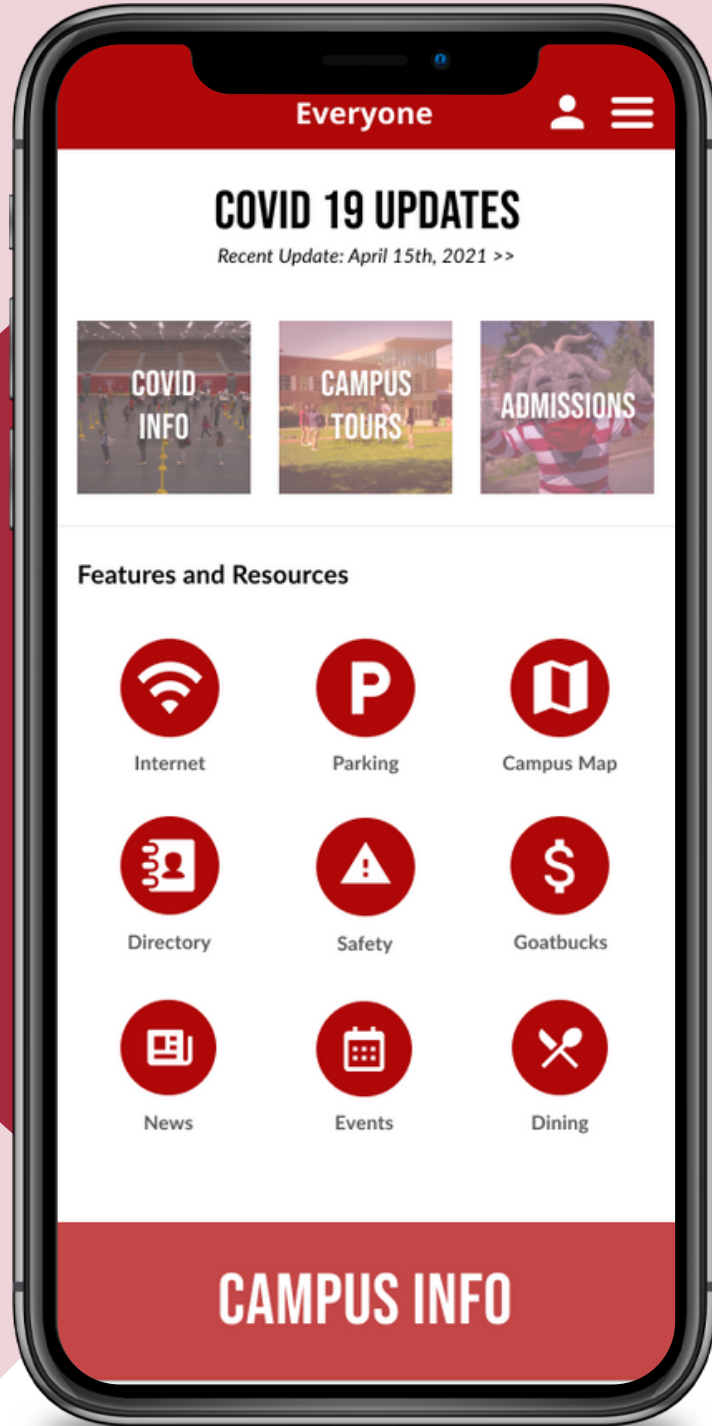 Everyone
COVID 19 UPDATES
Recent Update: April 15th, 2021 >>
COVID
INFO
CAMPUS
TOURS
ADMISSIONS
Features and Resources
Internet
P
Parking
Campus Map
Directory
Safety
$
Goatbucks
News
Events
Dining
CAMPUS INFO